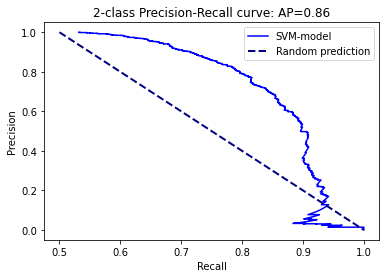 2-class Precision-Recall curve: AP=0.86
SVM-model
Random prediction
Precision
1.0
0.8
0.6
0.4
0.2
0.0
0.5 0.6 0.7 0.8 0.9 1.0
Recall